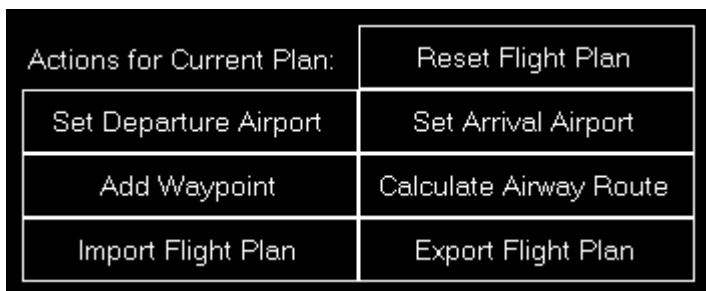 Actions for Current Plan: Reset Flight Plan
Set Departure Airport Set Arrival Airport
Add Waypoint Calculate Airway Route
Import Flight Plan Export Flight Plan